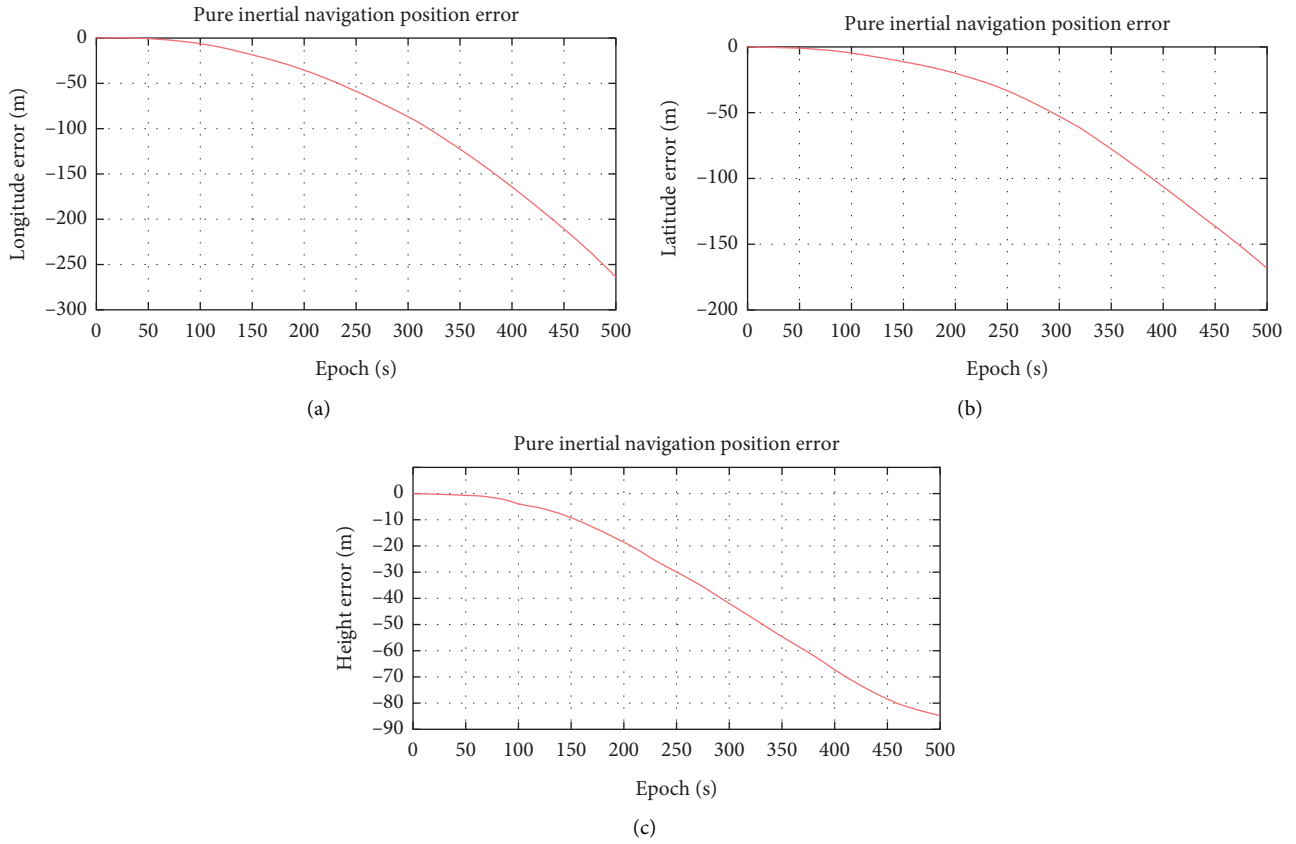 Pure inertial navigation position error
Longitude error (m)
0
–50
–100
–150
–200
–250
–300
0 50 100 150 200 250 300 350 400 450 500
Epoch (s)
(a)
Pure inertial navigation position error
Latitude error (m)
0
–50
–100
–150
–200
0 50 100 150 200 250 300 350 400 450 500
Epoch (s)
(b)
Pure inertial navigation position error
Height error (m)
0
–10
–20
–30
–40
–50
–60
–70
–80
–90
0 50 100 150 200 250 300 350 400 450 500
Epoch (s)
(c)